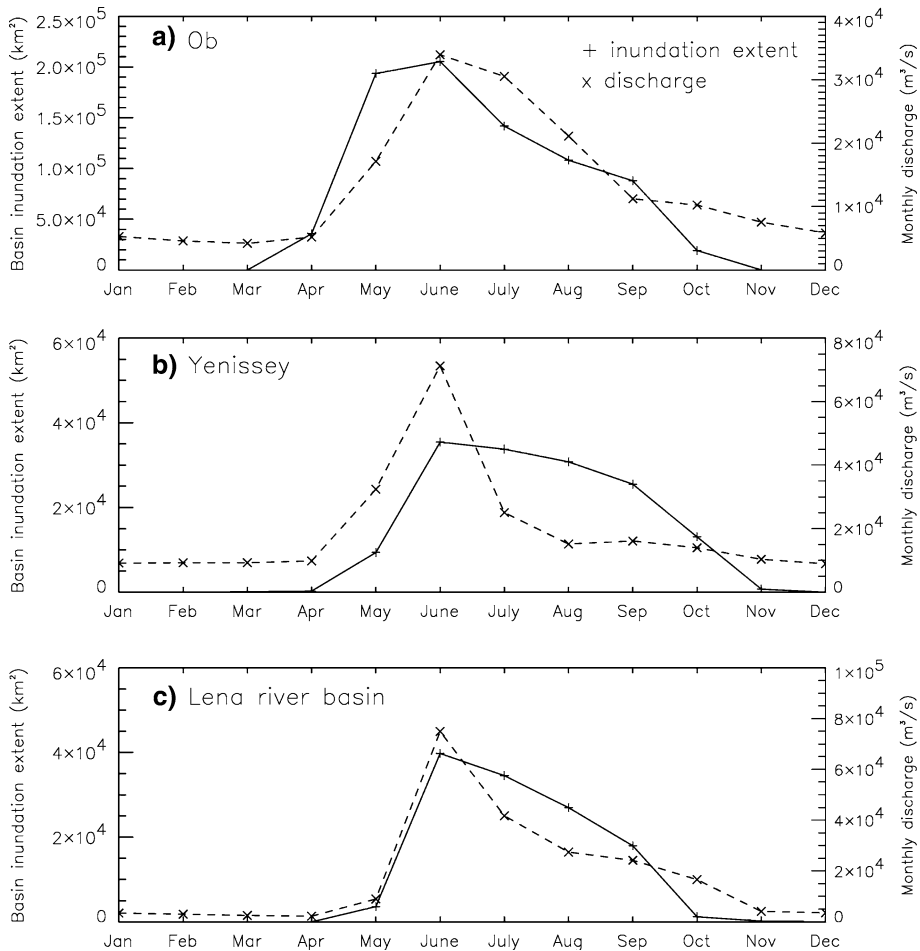 a) Ob
+ inundation extent
x discharge
Basin inundation extent (km²)
2.5×10⁵
2.0×10⁵
1.5×10⁵
1.0×10⁵
5.0×10⁴
0
Monthly discharge (m³/s)
4×10⁴
3×10⁴
2×10⁴
1×10⁴
0
Jan Feb Mar Apr May June July Aug Sep Oct Nov Dec
b) Yenissey
Basin inundation extent (km²)
6×10⁴
4×10⁴
2×10⁴
0
Monthly discharge (m³/s)
8×10⁴
6×10⁴
4×10⁴
2×10⁴
0
Jan Feb Mar Apr May June July Aug Sep Oct Nov Dec
c) Lena river basin
Basin inundation extent (km²)
6×10⁴
4×10⁴
2×10⁴
0
Monthly discharge (m³/s)
1×10⁵
8×10⁴
6×10⁴
4×10⁴
2×10⁴
0
Jan Feb Mar Apr May June July Aug Sep Oct Nov Dec